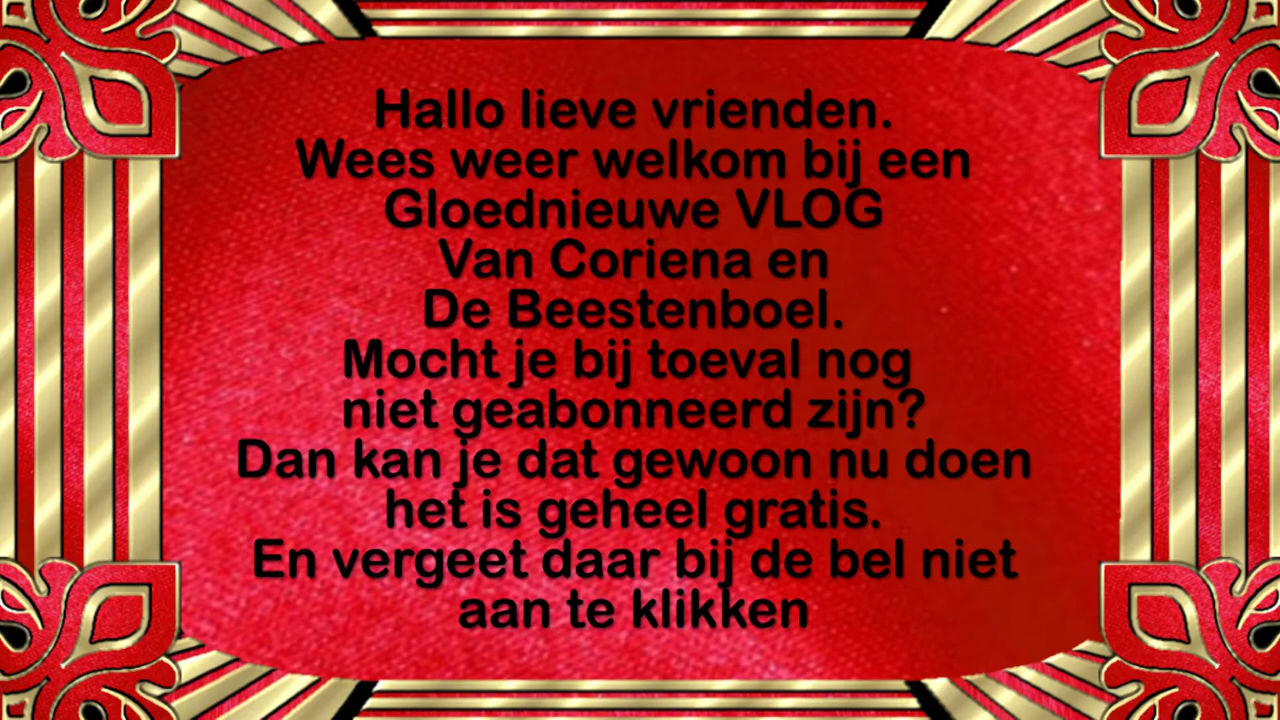 Hallo lieve vrienden.
Wees weer welkom bij een
Gloednieuwe VLOG
Van Coriena en
De Beestenboel.
Mocht je bij toeval nog
niet geabonneerd zijn?
Dan kan je dat gewoon nu doen
het is geheel gratis.
En vergeet daar bij de bel niet
aan te klikken